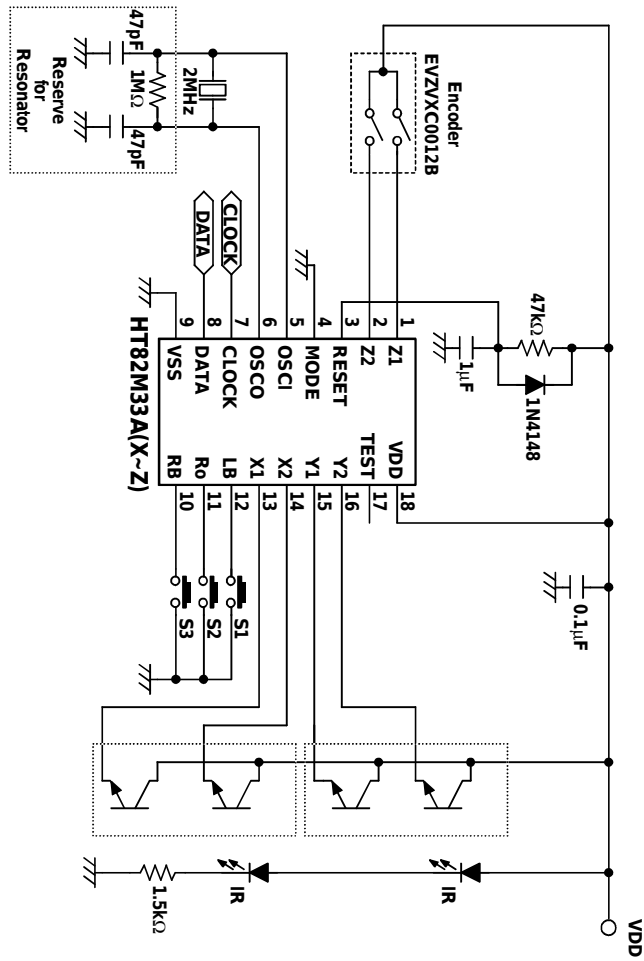 VDD
47pF
1MΩ
47pF
2MHz
Reserve
for
Resonator
Encoder
EVZVXC0012B
47kΩ
1N4148
1μF
0.1μF
DATA
CLOCK
HT82M33A(X~Z)
1
2
3
4
5
6
7
8
9
Z1
Z2
RESET
MODE
OSCI
OSCO
CLOCK
DATA
VSS
VDD
TEST
Y2
Y1
X2
X1
LB
Ro
RB
18
17
16
15
14
13
12
11
10
S1
S2
S3
IR
IR
1.5kΩ